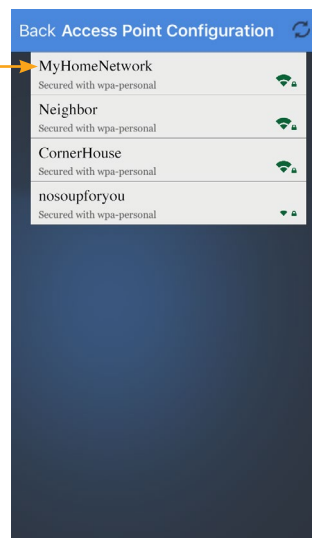 Back Access Point Configuration
MyHomeNetwork
Secured with wpa-personal
Neighbor
Secured with wpa-personal
CornerHouse
Secured with wpa-personal
nosoupforyou
Secured with wpa-personal